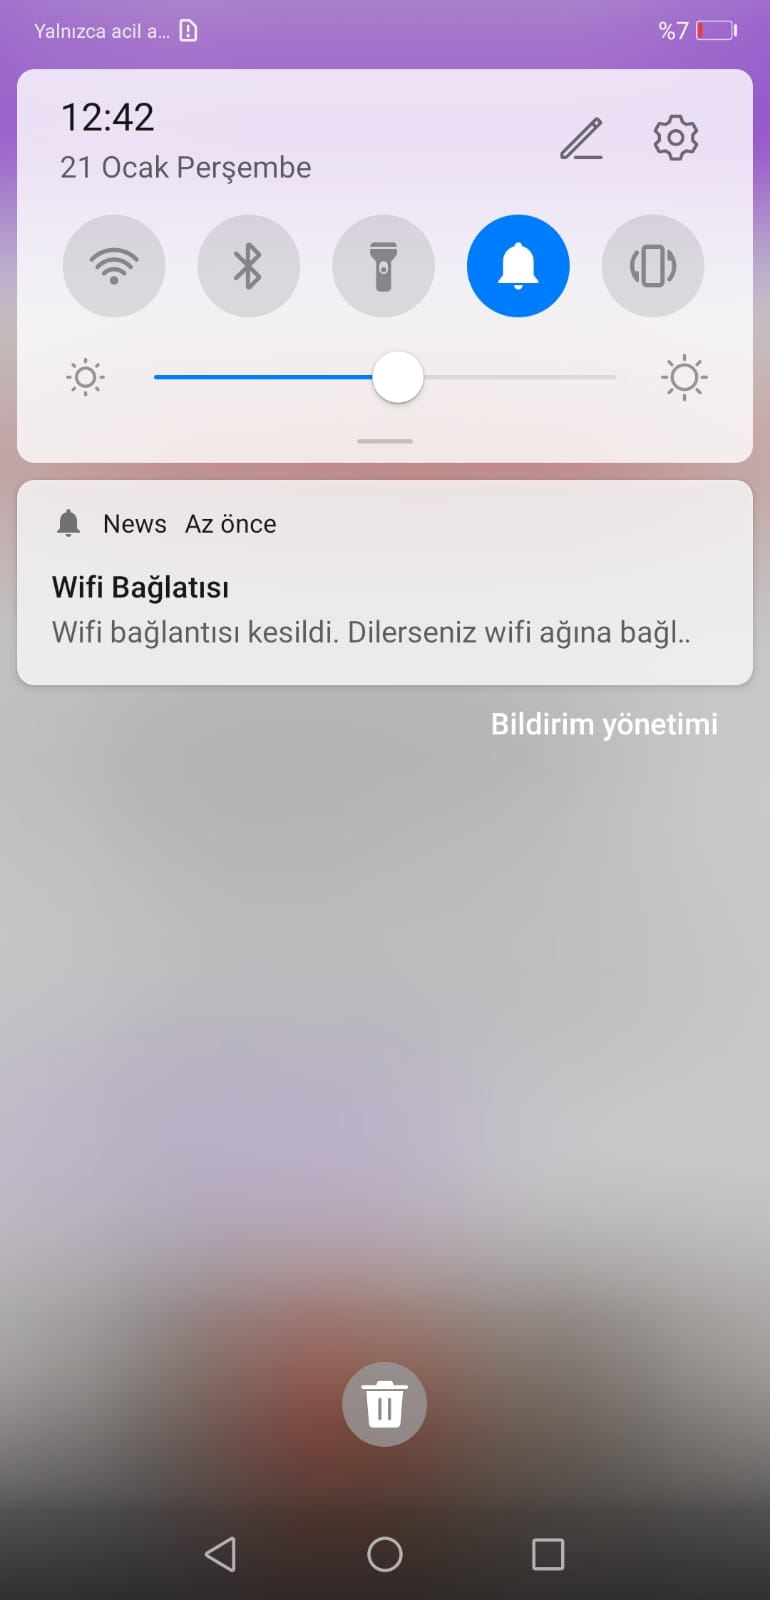 Yalnızca acil a... %7
12:42
21 Ocak Perşembe
News Az önce
Wifi Bağlatısı
Wifi bağlantısı kesildi. Dilerseniz wifi ağına bağl..
Bildirim yönetimi